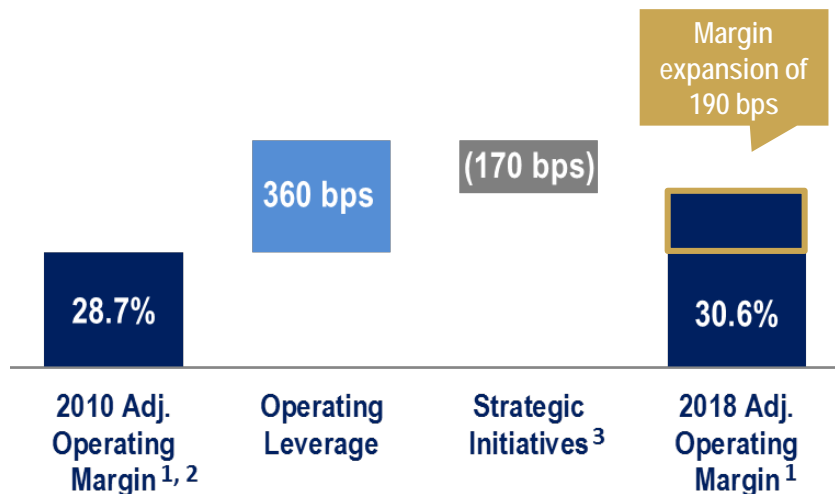 Margin
expansion of
190 bps
360 bps
(170 bps)
28.7%
30.6%
2010 Adj.
Operating
Margin 1, 2
Operating
Leverage
Strategic
Initiatives 3
2018 Adj.
Operating
Margin 1